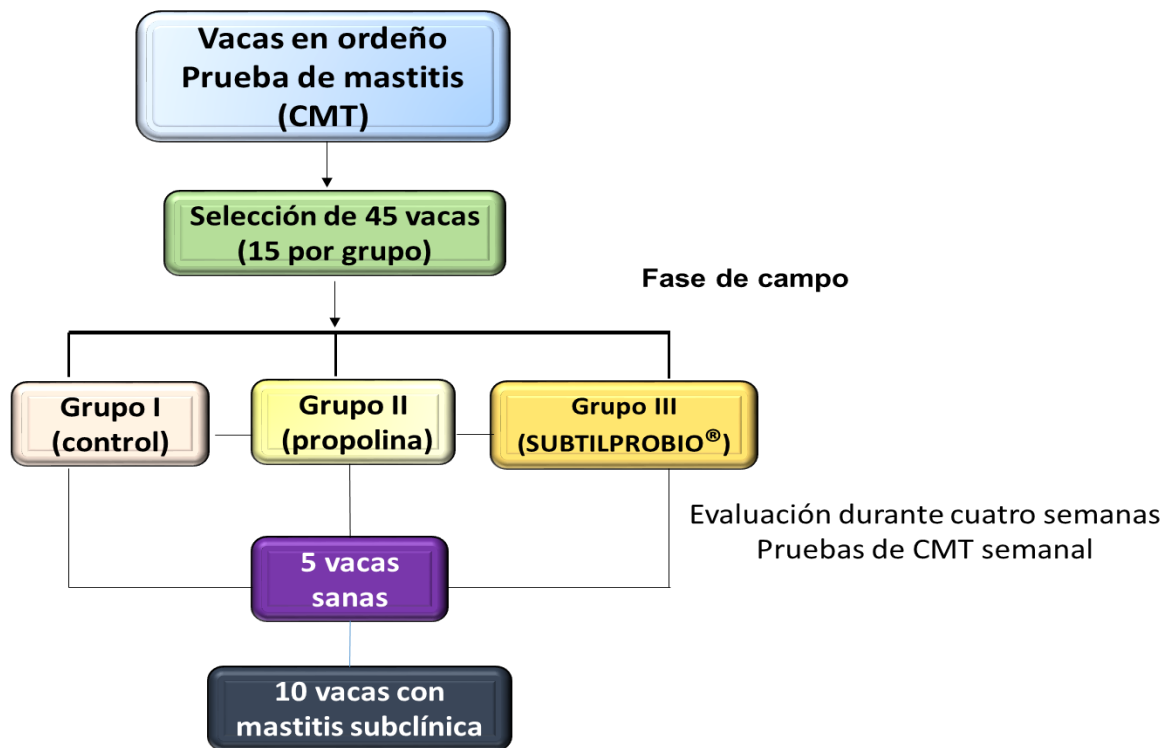 Vacas en ordeño
Prueba de mastitis
(CMT)
Selección de 45 vacas
(15 por grupo)
Fase de campo
Grupo I
(control)
Grupo II
(propolina)
Grupo III
(SUBTILPROBIO®)
Evaluación durante cuatro semanas
Pruebas de CMT semanal
5 vacas
sanas
10 vacas con
mastitis subclínica